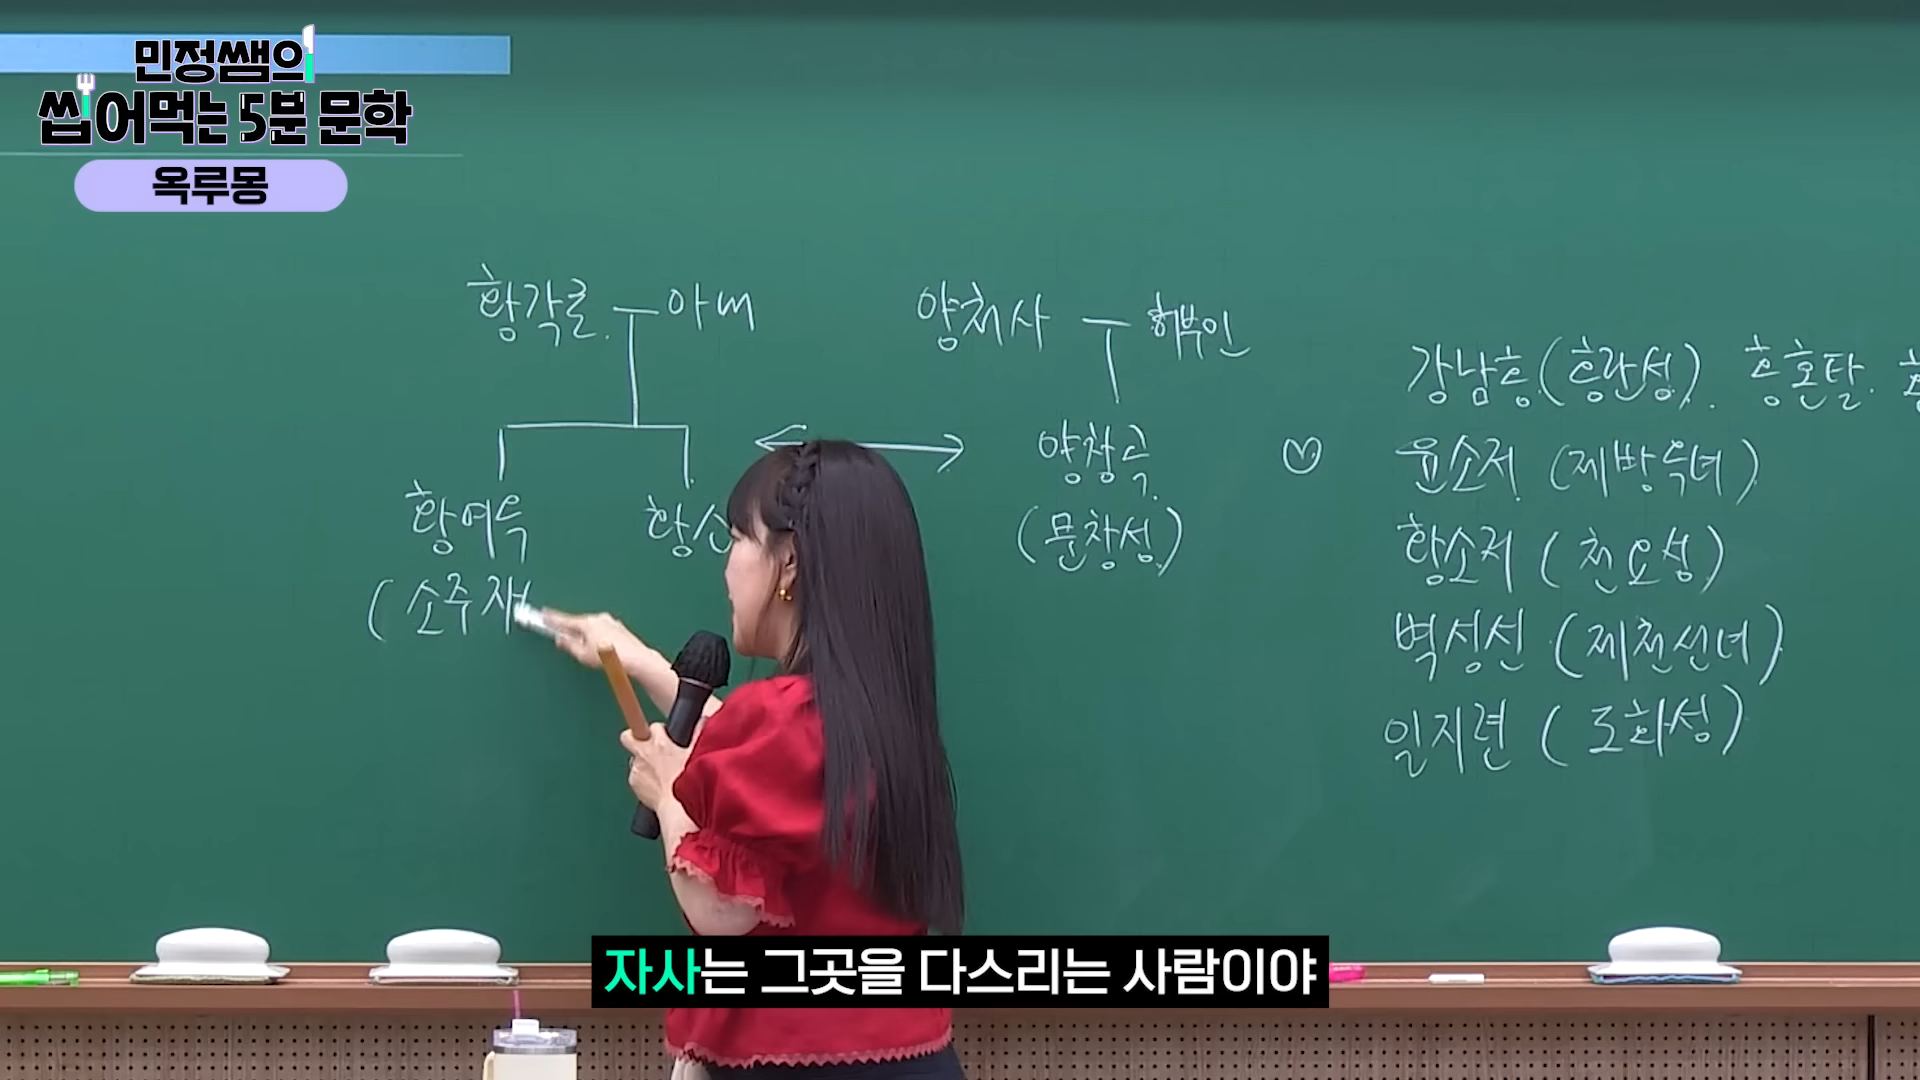 민정쌤의
씹어먹는 5분 문학
옥루몽
황각로 아내
양처사 허부인
강남홍 (홍란성). 홍혼탈. 홍
양창곡 ♡ 윤소저 (제방옥녀)
황여옥 황소
(문창성) 황소저 (천요성)
(소주자
벽성선 (제천선녀)
일지련 (도화성)
자사는 그곳을 다스리는 사람이야